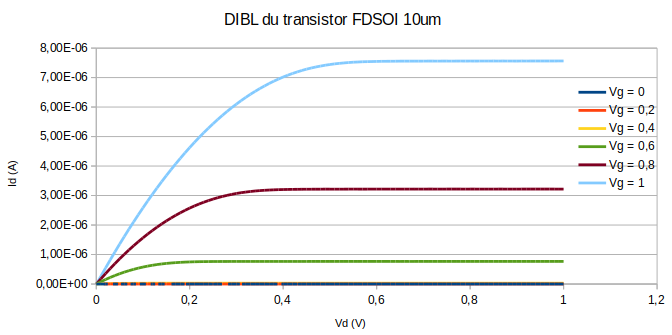 DIBL du transistor FDSOI 10um
8,00E-06
7,00E-06
6,00E-06
5,00E-06
4,00E-06
3,00E-06
2,00E-06
1,00E-06
0,00E+00
Id (A)
0 0,2 0,4 0,6 0,8 1 1,2
Vd (V)
Vg = 0
Vg = 0,2
Vg = 0,4
Vg = 0,6
Vg = 0,8
Vg = 1